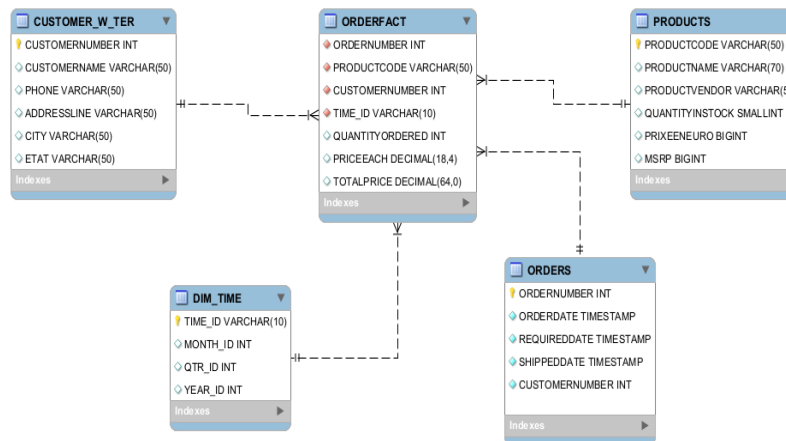 CUSTOMER_W_TER
CUSTOMERNUMBER INT
CUSTOMERNAME VARCHAR(50)
PHONE VARCHAR(50)
ADDRESSLINE VARCHAR(50)
CITY VARCHAR(50)
ETAT VARCHAR(50)
Indexes
ORDERFACT
ORDERNUMBER INT
PRODUCTCODE VARCHAR(50)
CUSTOMERNUMBER INT
TIME_ID VARCHAR(10)
QUANTITYORDERED INT
PRICEEACH DECIMAL(18,4)
TOTALPRICE DECIMAL(64,0)
Indexes
PRODUCTS
PRODUCTCODE VARCHAR(50)
PRODUCTNAME VARCHAR(70)
PRODUCTVENDOR VARCHAR(5
QUANTITYINSTOCK SMALLINT
PRIXEENEURO BIGINT
MSRP BIGINT
Indexes
DIM_TIME
TIME_ID VARCHAR(10)
MONTH_ID INT
QTR_ID INT
YEAR_ID INT
Indexes
ORDERS
ORDERNUMBER INT
ORDERDATE TIMESTAMP
REQUIREDDATE TIMESTAMP
SHIPPEDDATE TIMESTAMP
CUSTOMERNUMBER INT
Indexes